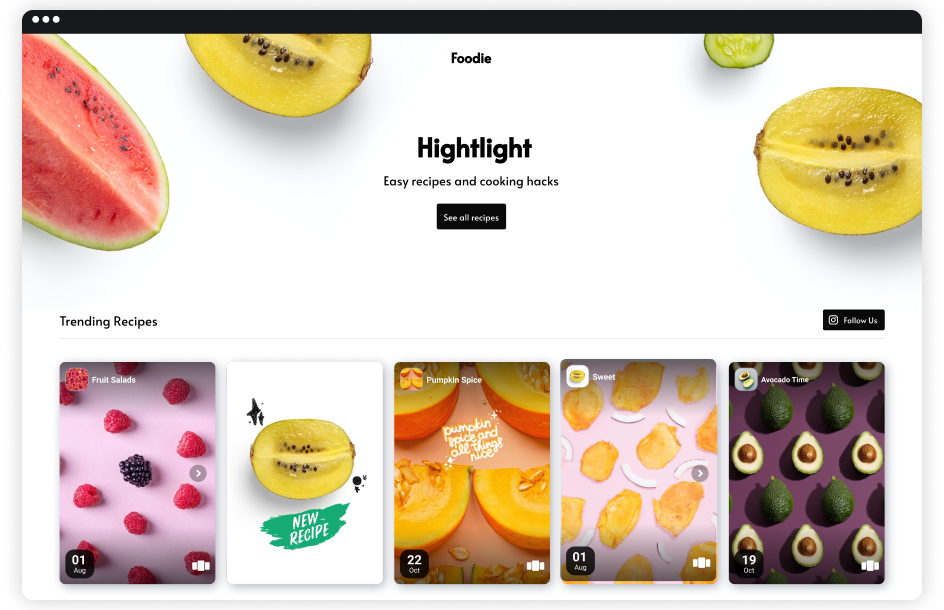 Foodie
Hightlight
Easy recipes and cooking hacks
See all recipes
Trending Recipes
Follow Us
Fruit Salads
01
Aug
NEW
RECIPE
Pumpkin Spice
pumpkin
spice and
all things
nice
22
Oct
Sweet
01
Aug
Avocado Time
19
Oct